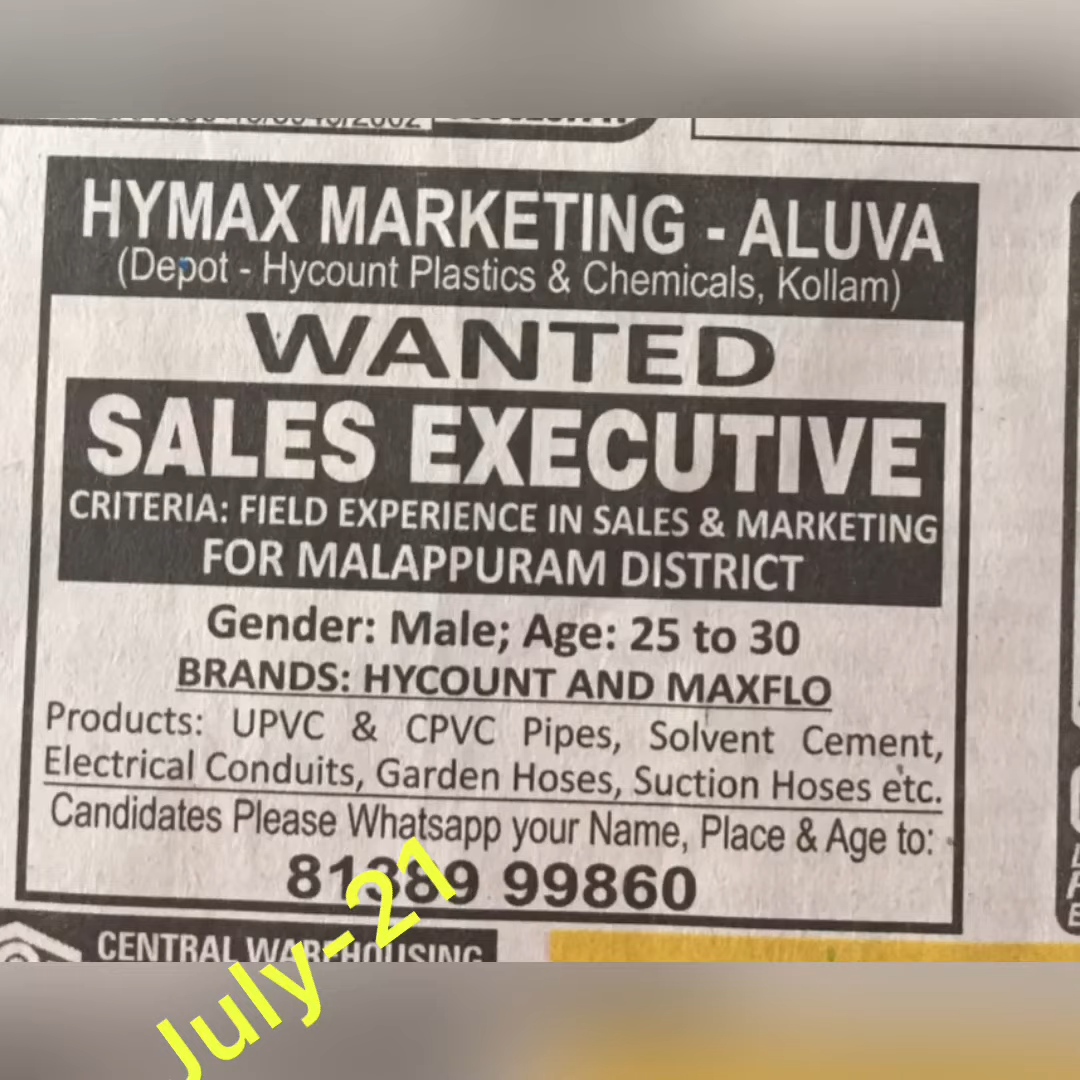 HYMAX MARKETING - ALUVA
(Depot - Hycount Plastics & Chemicals, Kollam)
WANTED
SALES EXECUTIVE
CRITERIA: FIELD EXPERIENCE IN SALES & MARKETING
FOR MALAPPURAM DISTRICT
Gender: Male; Age: 25 to 30
BRANDS: HYCOUNT AND MAXFLO
Products: UPVC & CPVC Pipes, Solvent Cement,
Electrical Conduits, Garden Hoses, Suction Hoses etc.
Candidates Please Whatsapp your Name, Place & Age to:
81389 99860
CENTRAL WAREHOUSING
July-21